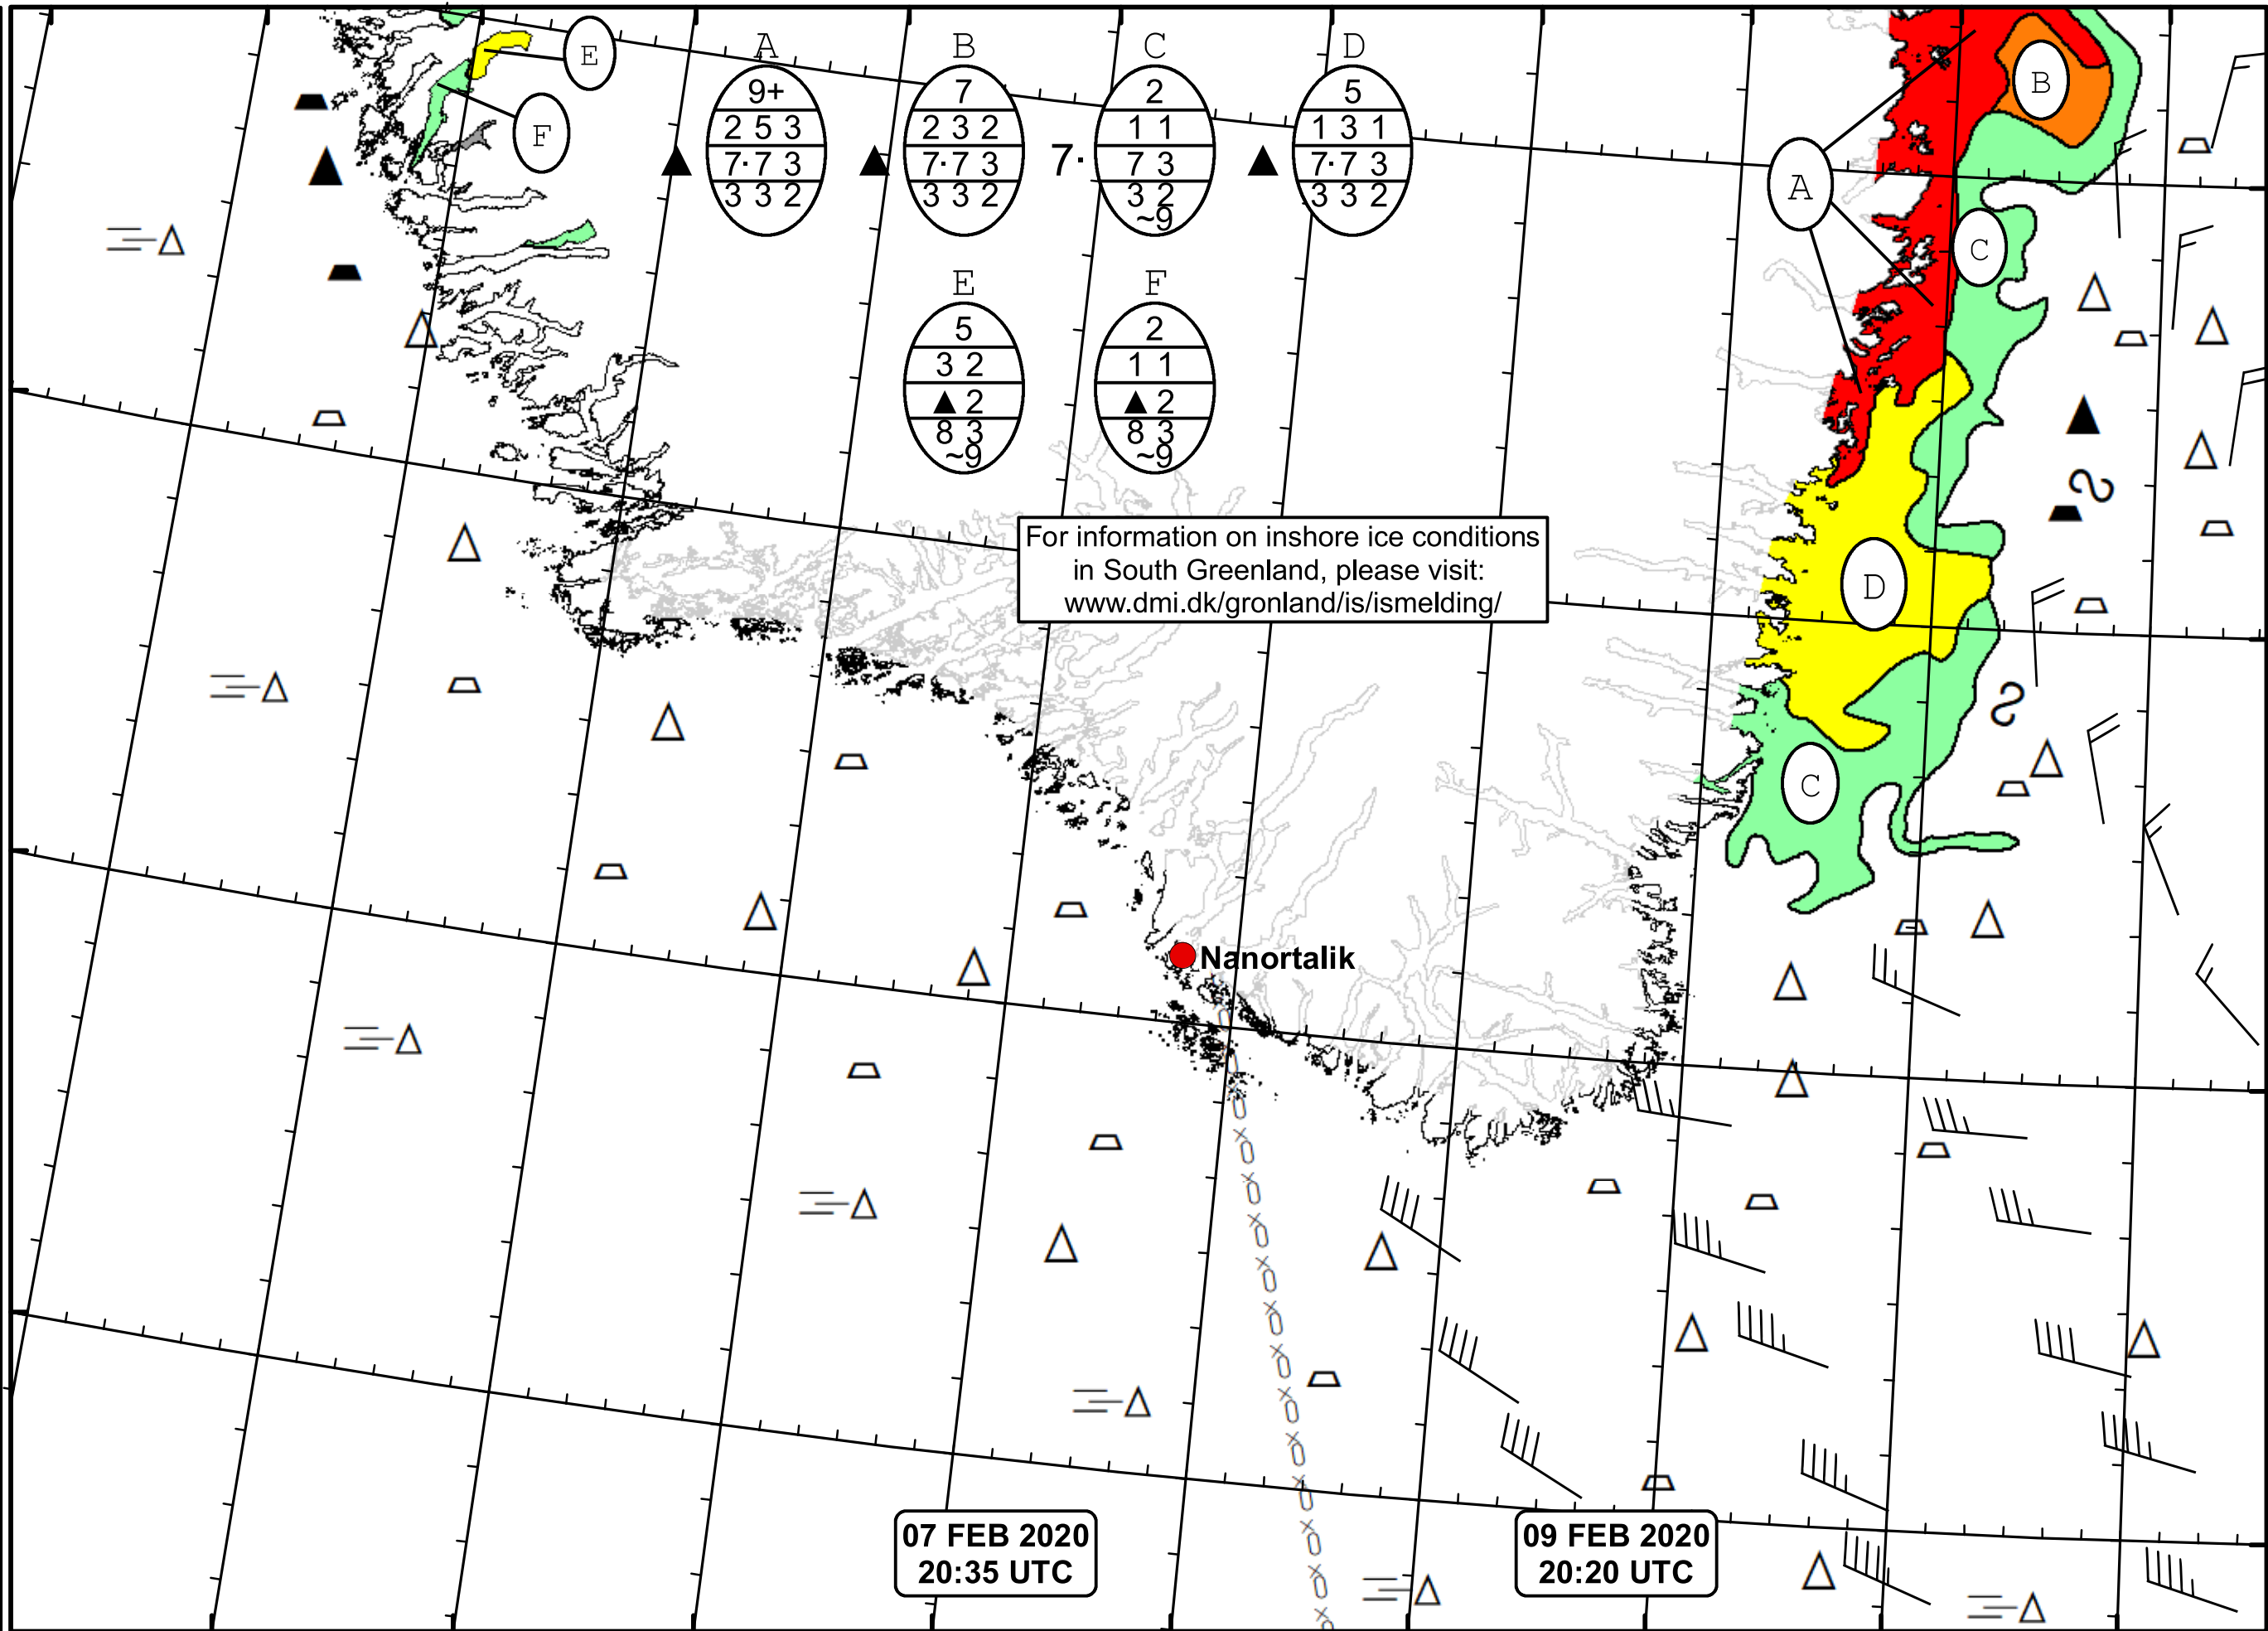 A
9+
2 5 3
7·7 3
3 3 2
B
7
2 3 2
7·7 3
3 3 2
C
2
1 1
7· 7 3
3 2
~9
D
5
1 3 1
7·7 3
3 3 2
E
5
3 2
▲ 2
8 3
~9
F
2
1 1
▲ 2
8 3
~9
E
F
B
A
C
D
C
For information on inshore ice conditions
in South Greenland, please visit:
www.dmi.dk/gronland/is/ismelding/
Nanortalik
07 FEB 2020
20:35 UTC
09 FEB 2020
20:20 UTC